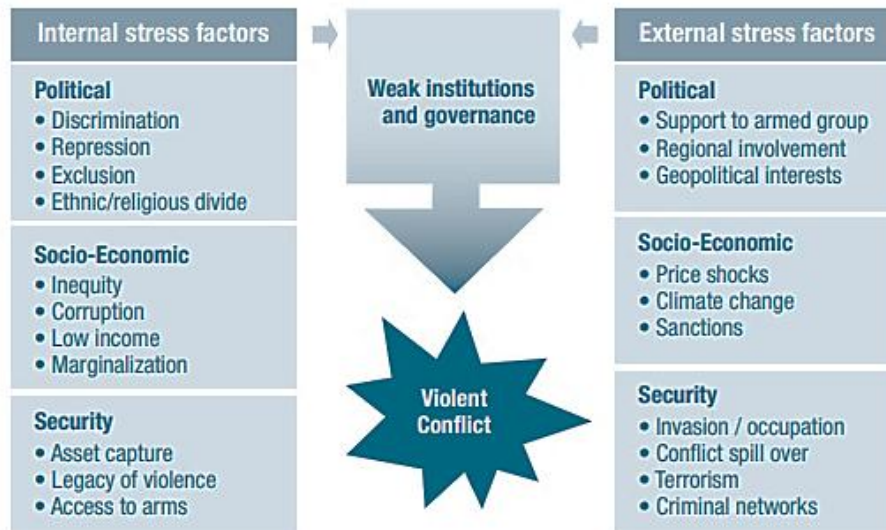 Internal stress factors
Political
• Discrimination
• Repression
• Exclusion
• Ethnic/religious divide
Socio-Economic
• Inequity
• Corruption
• Low income
• Marginalization
Security
• Asset capture
• Legacy of violence
• Access to arms
Weak institutions
and governance
Violent
Conflict
External stress factors
Political
• Support to armed group
• Regional involvement
• Geopolitical interests
Socio-Economic
• Price shocks
• Climate change
• Sanctions
Security
• Invasion / occupation
• Conflict spill over
• Terrorism
• Criminal networks